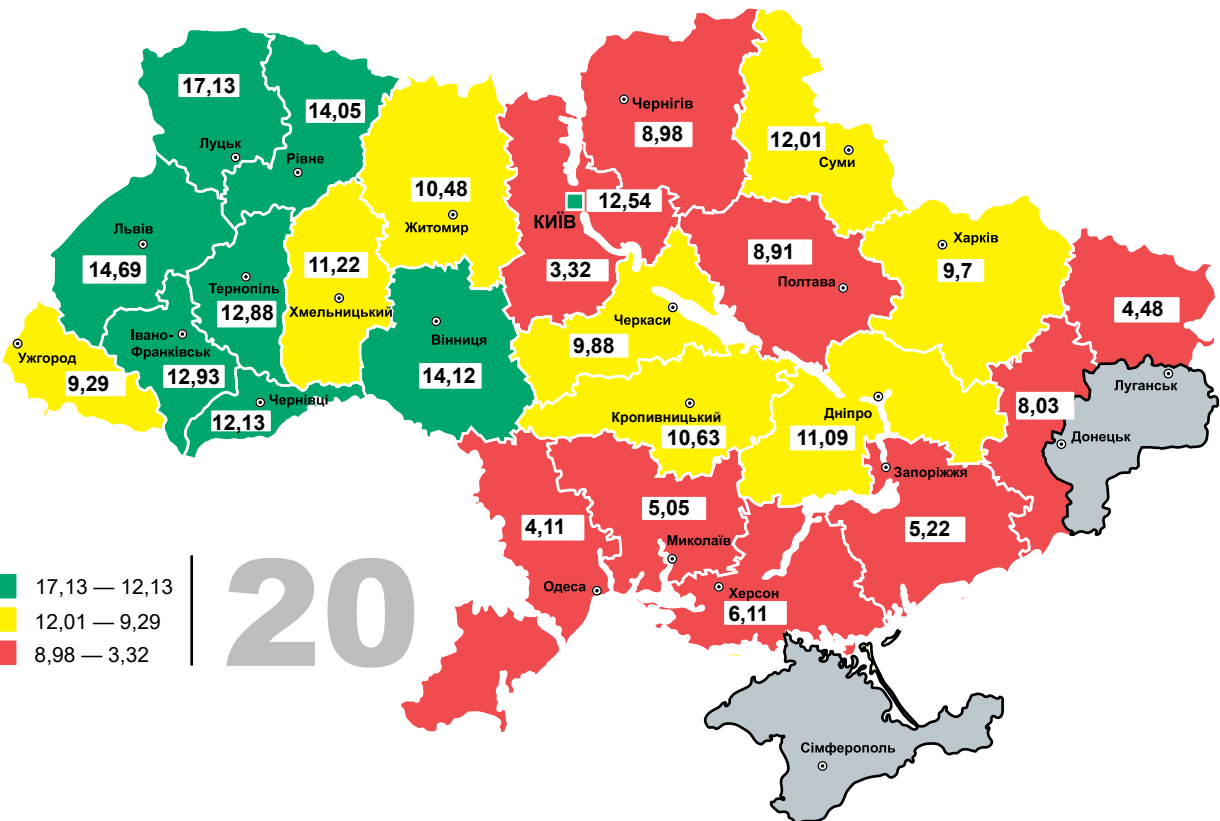 17,13
Луцьк
14,05
Рівне
10,48
Житомир
Чернігів
8,98
12,01
Суми
12,54
КИЇВ
3,32
Львів
14,69
Тернопіль
12,88
11,22
Хмельницький
8,91
Полтава
Харків
9,7
4,48
Луганськ
Ужгород
9,29
Івано-
Франківськ
12,93
Чернівці
12,13
Вінниця
14,12
Черкаси
9,88
Кропивницький
10,63
Дніпро
11,09
8,03
Донецьк
Запоріжжя
5,22
4,11
Одеса
5,05
Миколаїв
Херсон
6,11
Сімферополь
17,13 — 12,13
12,01 — 9,29
8,98 — 3,32
20